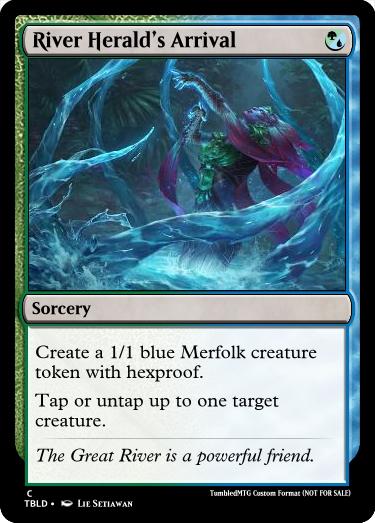 River Herald's Arrival
Sorcery
Create a 1/1 blue Merfolk creature
token with hexproof.
Tap or untap up to one target
creature.
The Great River is a powerful friend.
C
TumbledMTG Custom Format (NOT FOR SALE)
TBLD • Lie Setiawan